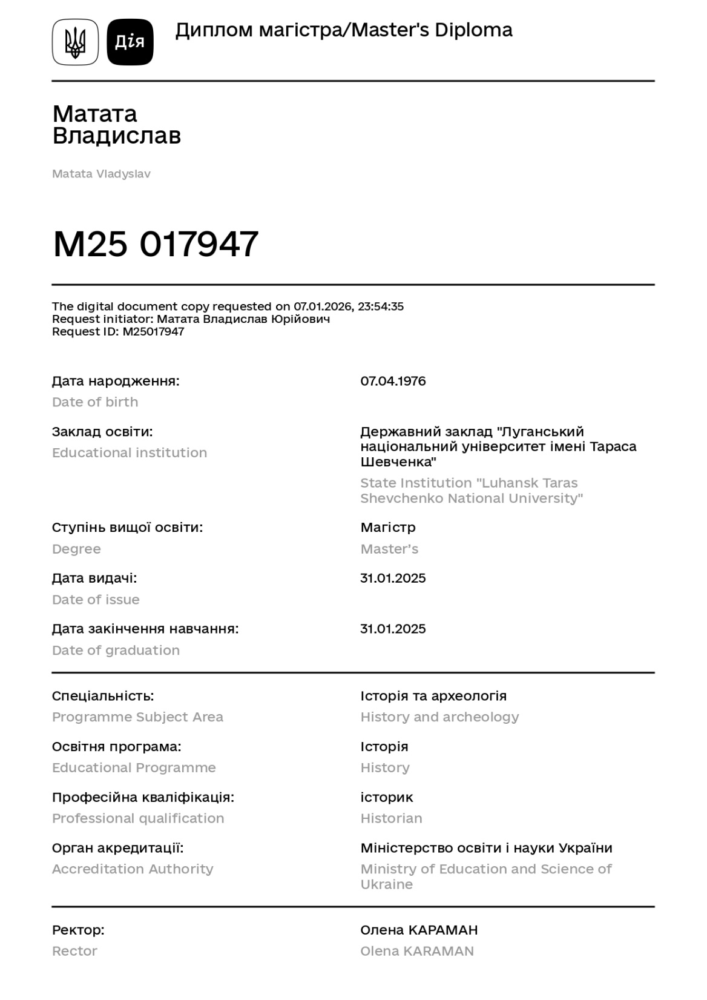 Дія
Диплом магістра/Master's Diploma
Матата
Владислав
Matata Vladyslav
М25 017947
The digital document copy requested on 07.01.2026, 23:54:35
Request initiator: Матата Владислав Юрійович
Request ID: M25017947
Дата народження: 07.04.1976
Date of birth
Заклад освіти: Державний заклад "Луганський
національний університет імені Тараса
Шевченка"
Educational institution
State Institution "Luhansk Taras
Shevchenko National University"
Ступінь вищої освіти: Магістр
Degree Master’s
Дата видачі: 31.01.2025
Date of issue
Дата закінчення навчання: 31.01.2025
Date of graduation
Спеціальність: Історія та археологія
Programme Subject Area History and archeology
Освітня програма: Історія
Educational Programme History
Професійна кваліфікація: історик
Professional qualification Historian
Орган акредитації: Міністерство освіти і науки України
Accreditation Authority Ministry of Education and Science of
Ukraine
Ректор: Олена КАРАМАН
Rector Olena KARAMAN